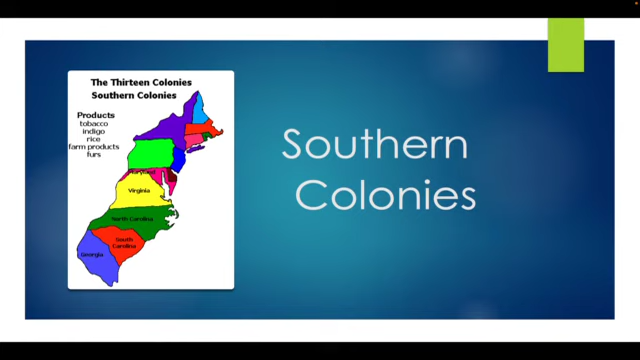 The Thirteen Colonies
Southern Colonies
Products
tobacco
indigo
rice
farm products
furs
Maryland
Virginia
North Carolina
South
Carolina
Georgia
Southern
Colonies